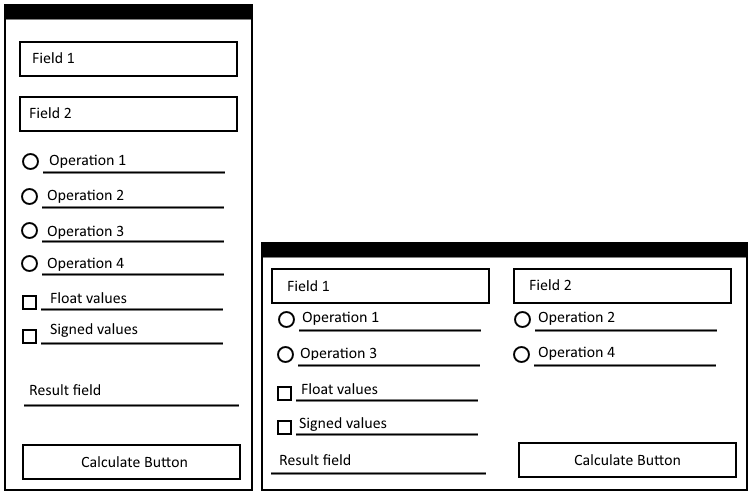 Field 1
Field 2
Operation 1
Operation 2
Operation 3
Operation 4
Float values
Signed values
Result field
Calculate Button
Field 1
Field 2
Operation 1
Operation 2
Operation 3
Operation 4
Float values
Signed values
Result field
Calculate Button